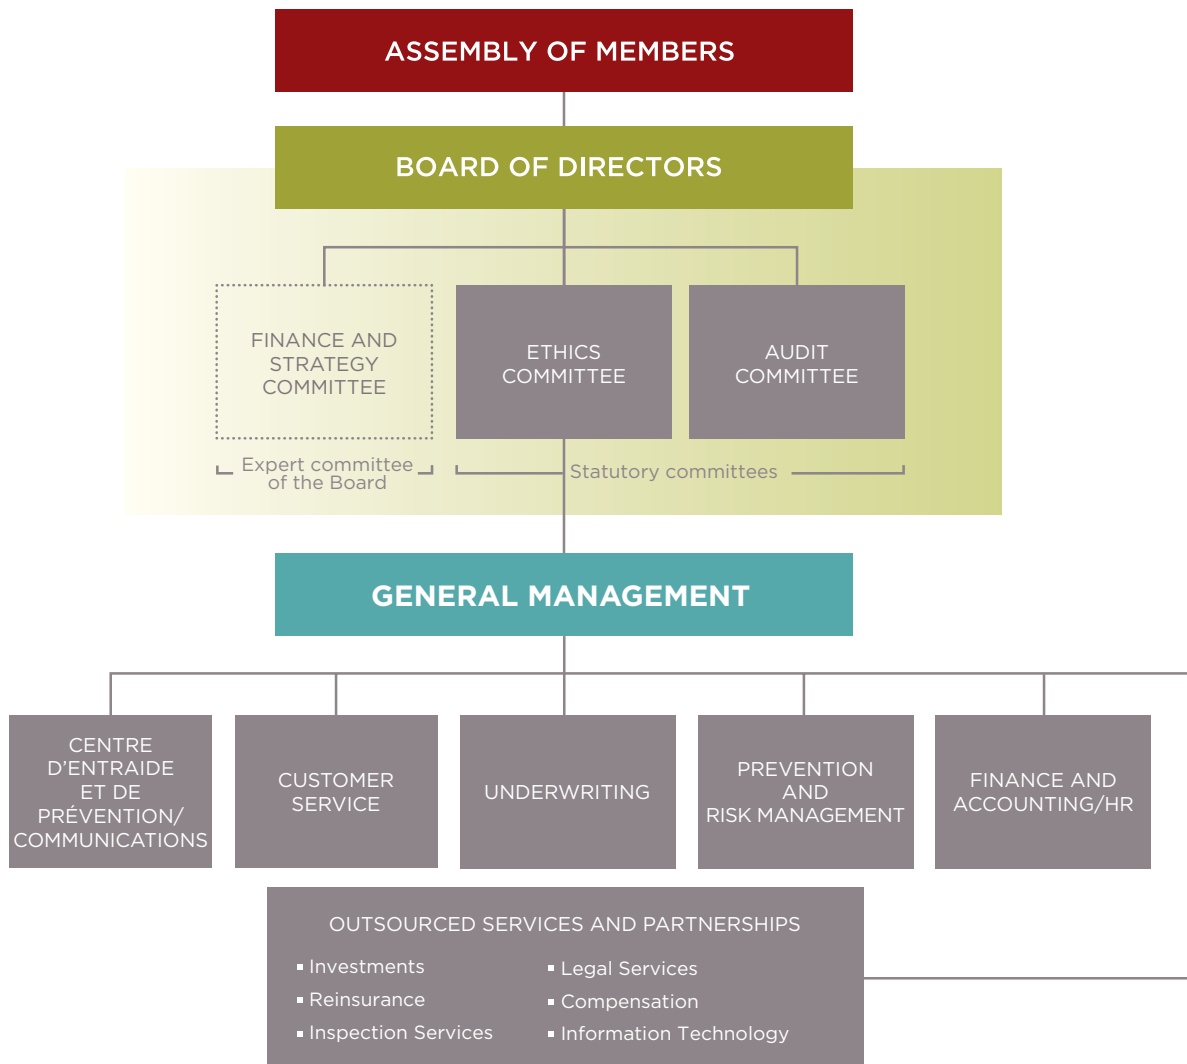 ASSEMBLY OF MEMBERS
BOARD OF DIRECTORS
FINANCE AND
STRATEGY
COMMITTEE
ETHICS
COMMITTEE
AUDIT
COMMITTEE
Expert committee
of the Board
Statutory committees
GENERAL MANAGEMENT
CENTRE
D’ENTRAIDE
ET DE
PRÉVENTION/
COMMUNICATIONS
CUSTOMER
SERVICE
UNDERWRITING
PREVENTION
AND
RISK MANAGEMENT
FINANCE AND
ACCOUNTING/HR
OUTSOURCED SERVICES AND PARTNERSHIPS
▪ Investments
▪ Reinsurance
▪ Inspection Services
▪ Legal Services
▪ Compensation
▪ Information Technology